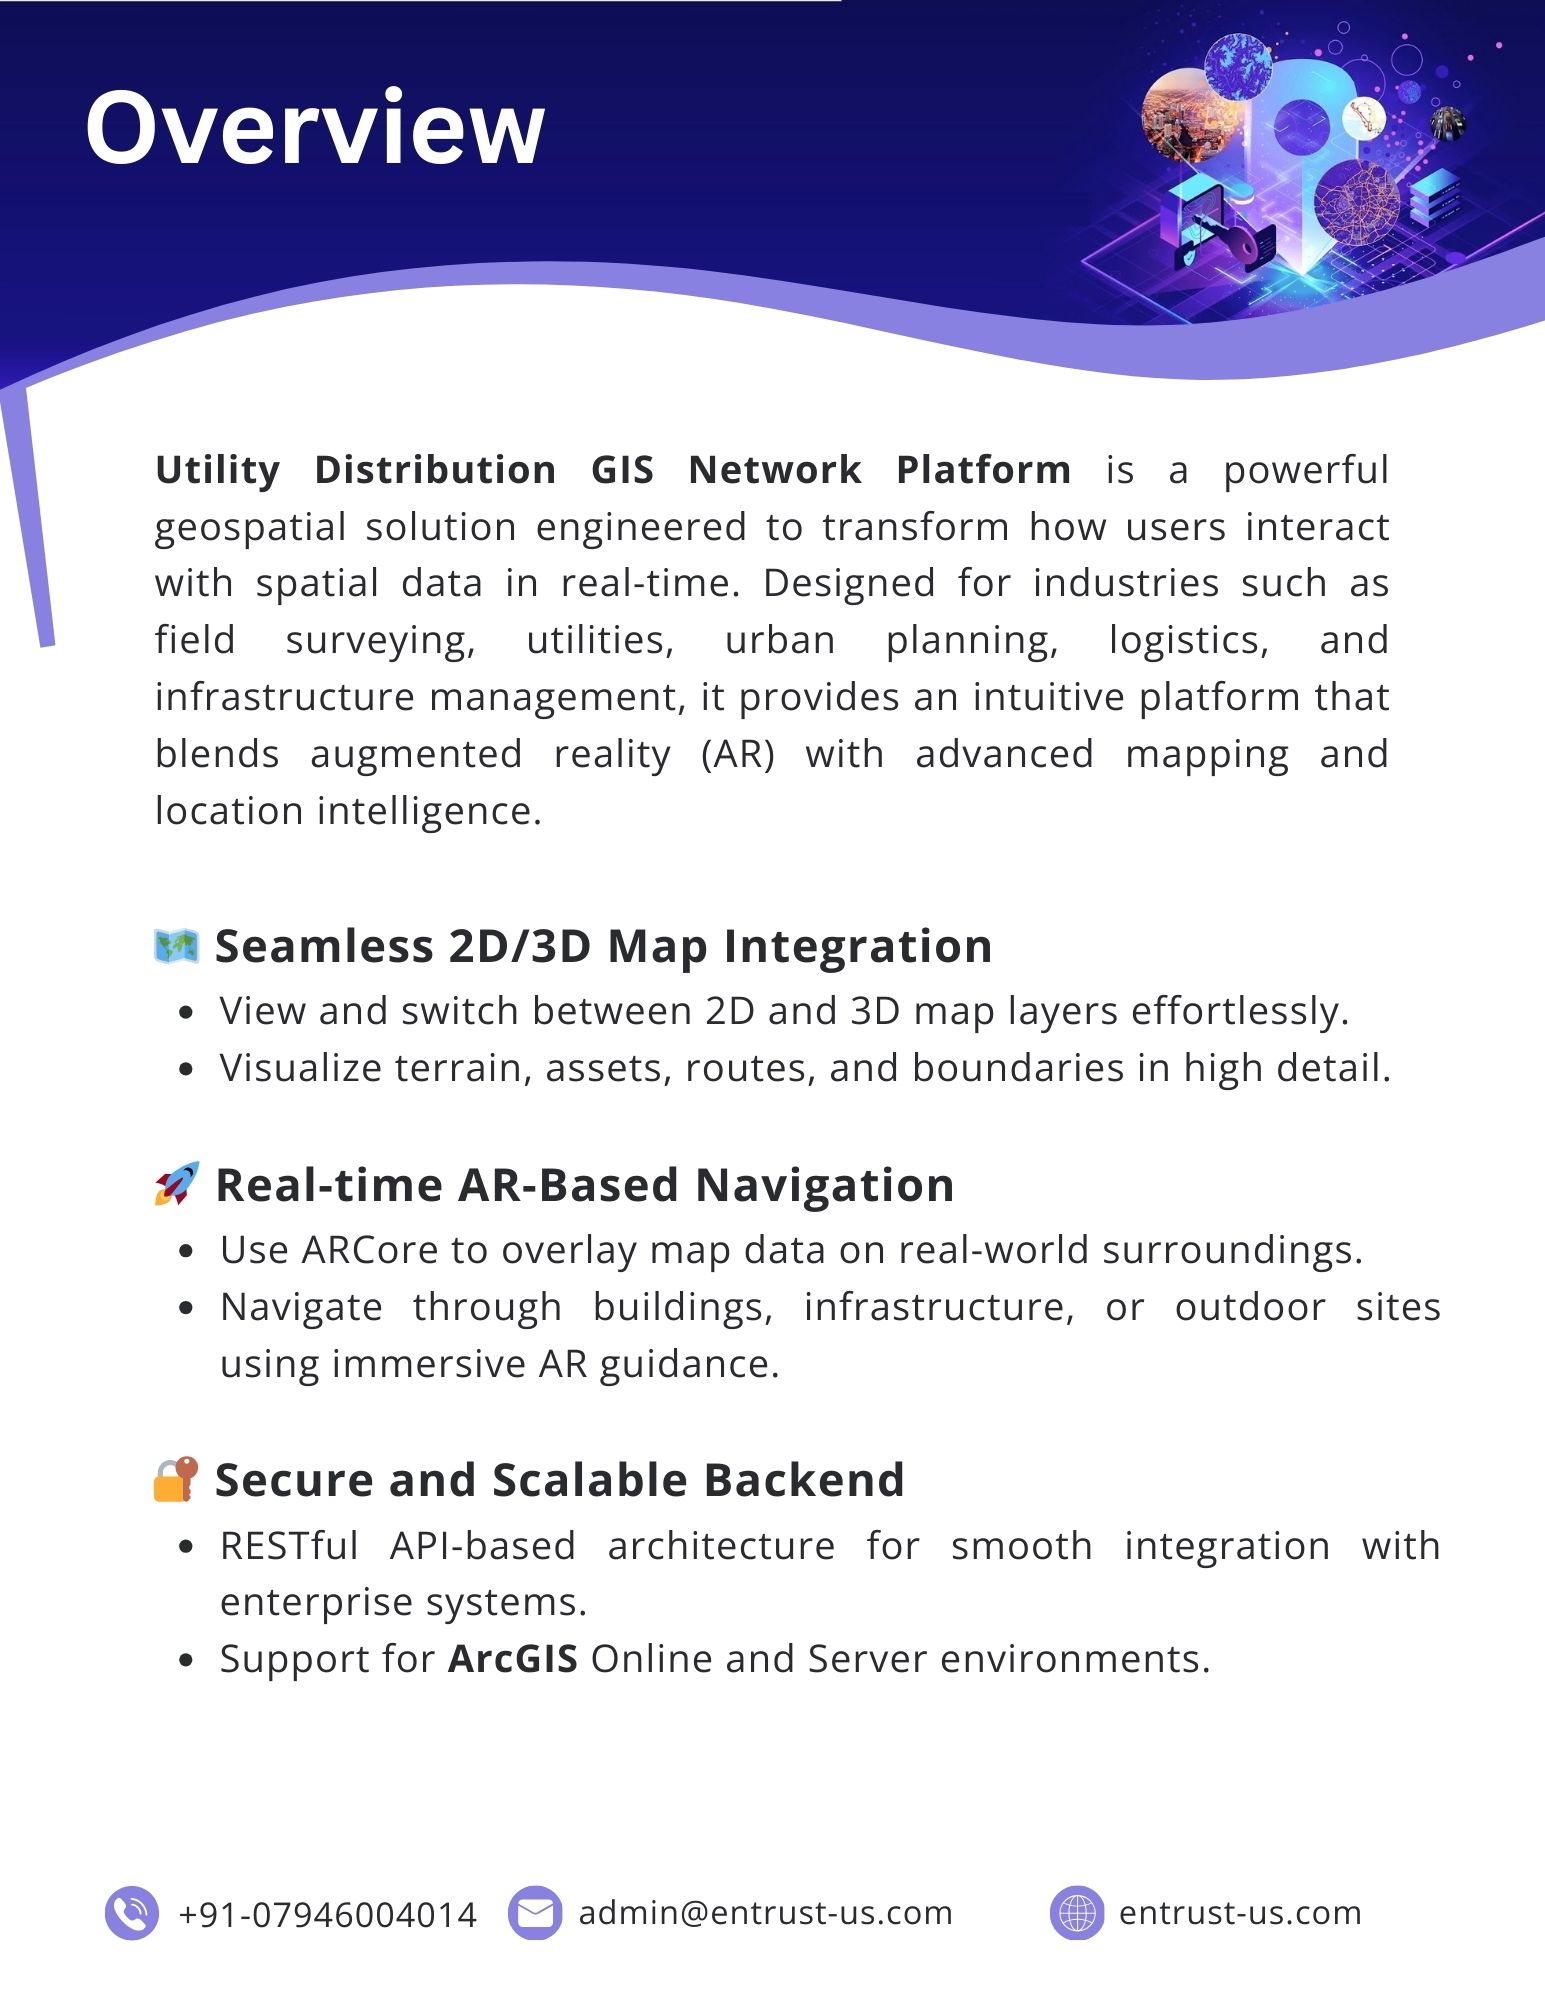 Overview
Utility Distribution GIS Network Platform is a powerful
geospatial solution engineered to transform how users interact
with spatial data in real-time. Designed for industries such as
field surveying, utilities, urban planning, logistics, and
infrastructure management, it provides an intuitive platform that
blends augmented reality (AR) with advanced mapping and
location intelligence.
Seamless 2D/3D Map Integration
• View and switch between 2D and 3D map layers effortlessly.
• Visualize terrain, assets, routes, and boundaries in high detail.
Real-time AR-Based Navigation
• Use ARCore to overlay map data on real-world surroundings.
• Navigate through buildings, infrastructure, or outdoor sites
using immersive AR guidance.
Secure and Scalable Backend
• RESTful API-based architecture for smooth integration with
enterprise systems.
• Support for ArcGIS Online and Server environments.
+91-07946004014
admin@entrust-us.com
entrust-us.com